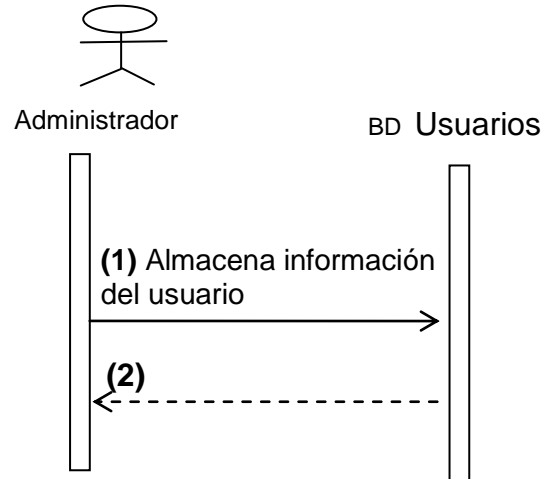 Administrador
BD Usuarios
(1) Almacena información
del usuario
(2)